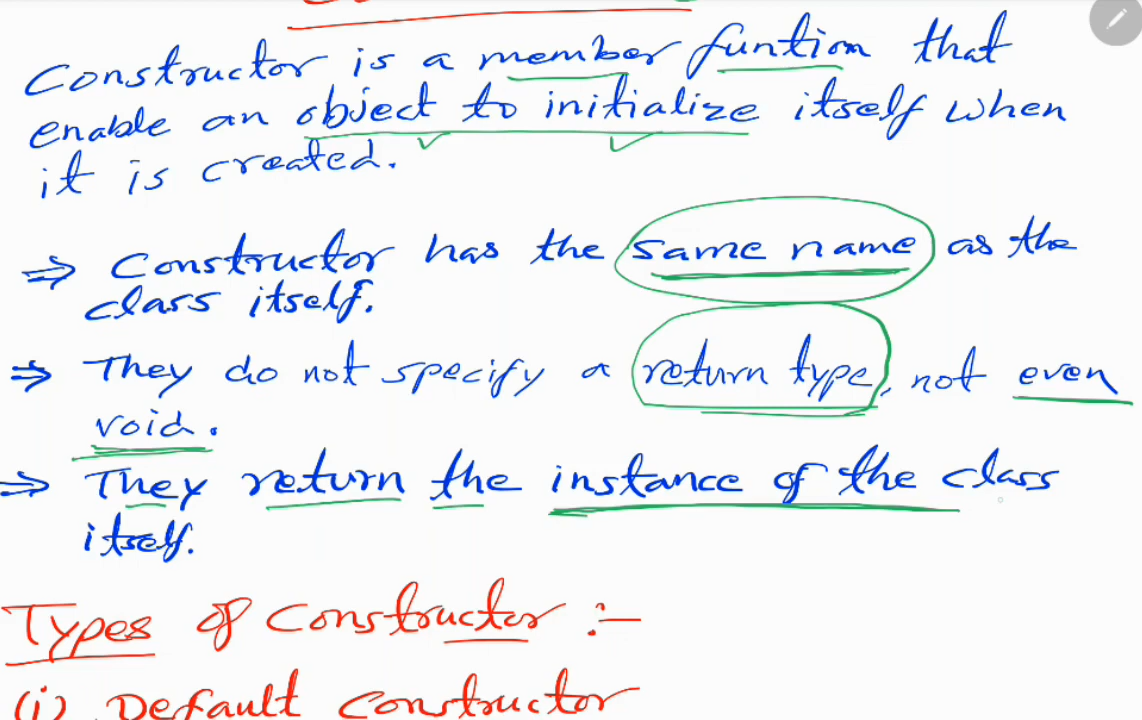 Constructor is a member funtion that
enable an object to initialize itself when
it is created.
⇒ Constructor has the same name as the
class itself.
⇒ They do not specify a return type, not even
void.
⇒ They return the instance of the class
itself.
Types of Constructor :-
(i) Default Constructor